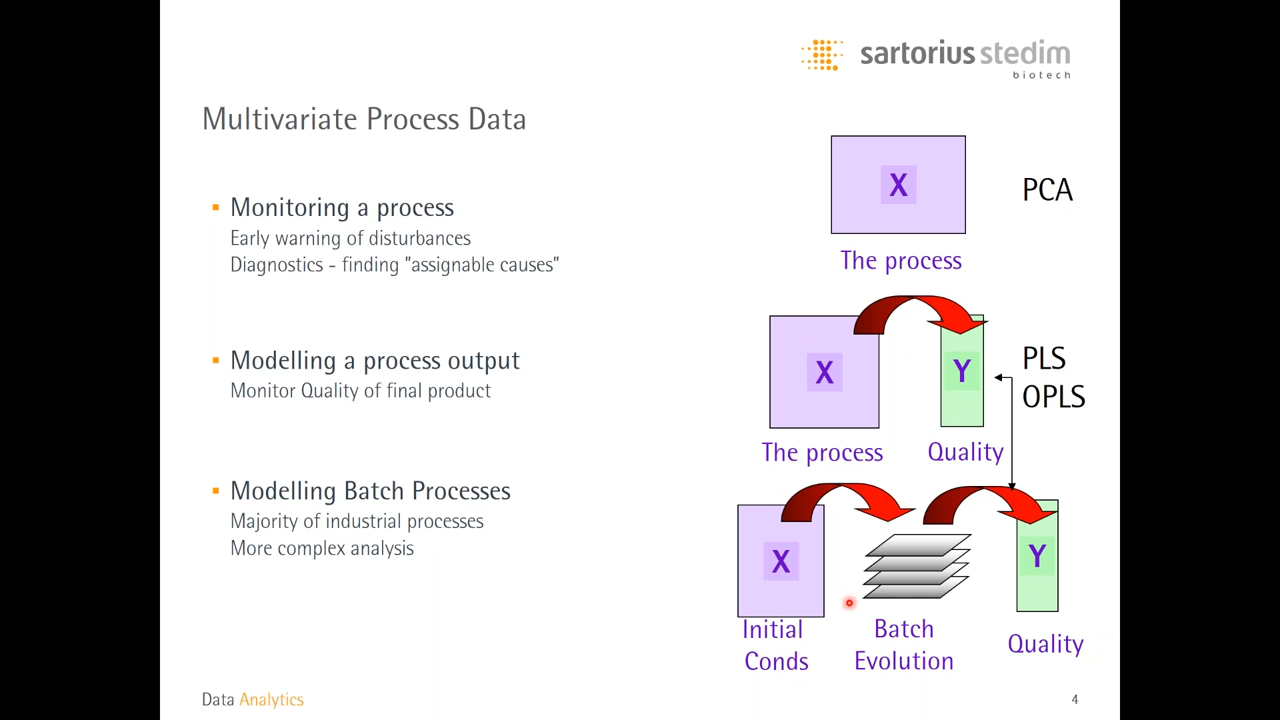 sartorius stedim
biotech
Multivariate Process Data
Monitoring a process
Early warning of disturbances
Diagnostics - finding "assignable causes"
X
PCA
The process
Modelling a process output
Monitor Quality of final product
X
Y
PLS
OPLS
The process
Quality
Modelling Batch Processes
Majority of industrial processes
More complex analysis
X
Y
Initial
Conds
Batch
Evolution
Quality
Data Analytics
4